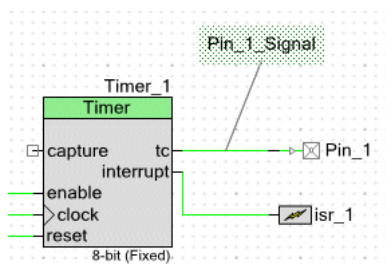 Pin_1_Signal
Timer_1
Timer
capture
tc
Pin_1
interrupt
enable
clock
isr_1
reset
8-bit (Fixed)